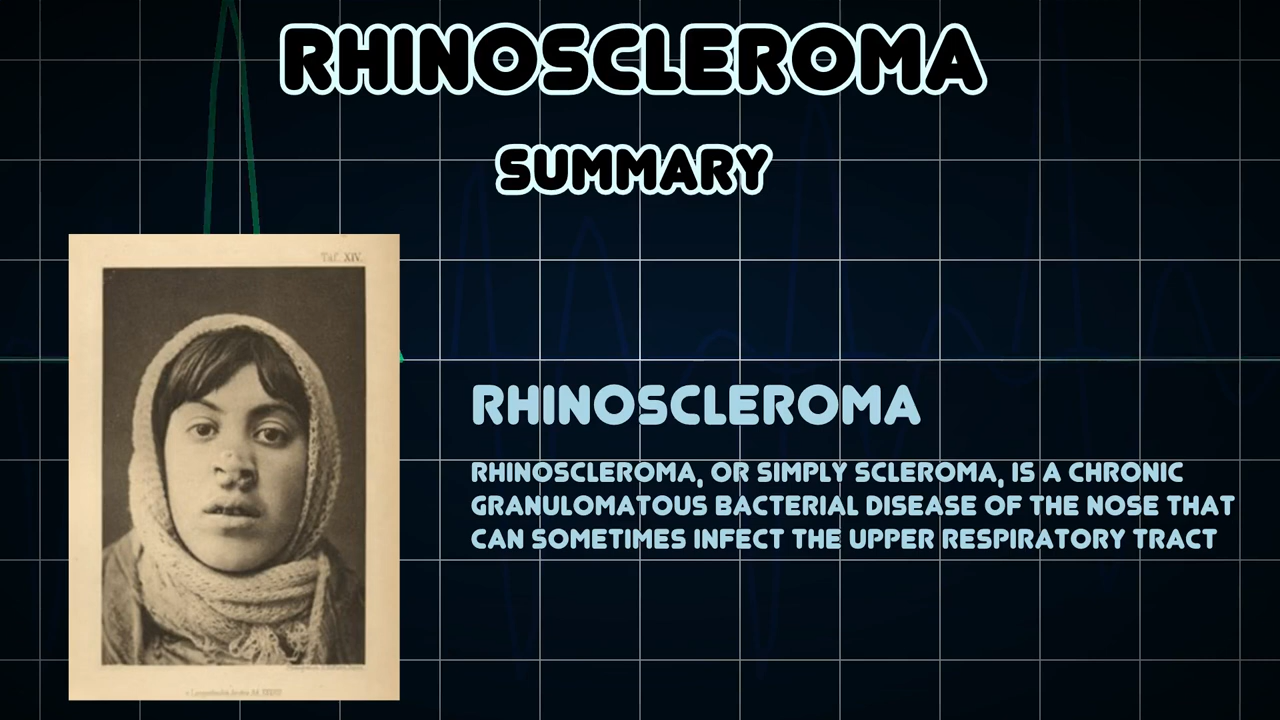 RHINOSCLEROMA
SUMMARY
Taf. XIV.
RHINOSCLEROMA
RHINOSCLEROMA, OR SIMPLY SCLEROMA, IS A CHRONIC
GRANULOMATOUS BACTERIAL DISEASE OF THE NOSE THAT
CAN SOMETIMES INFECT THE UPPER RESPIRATORY TRACT